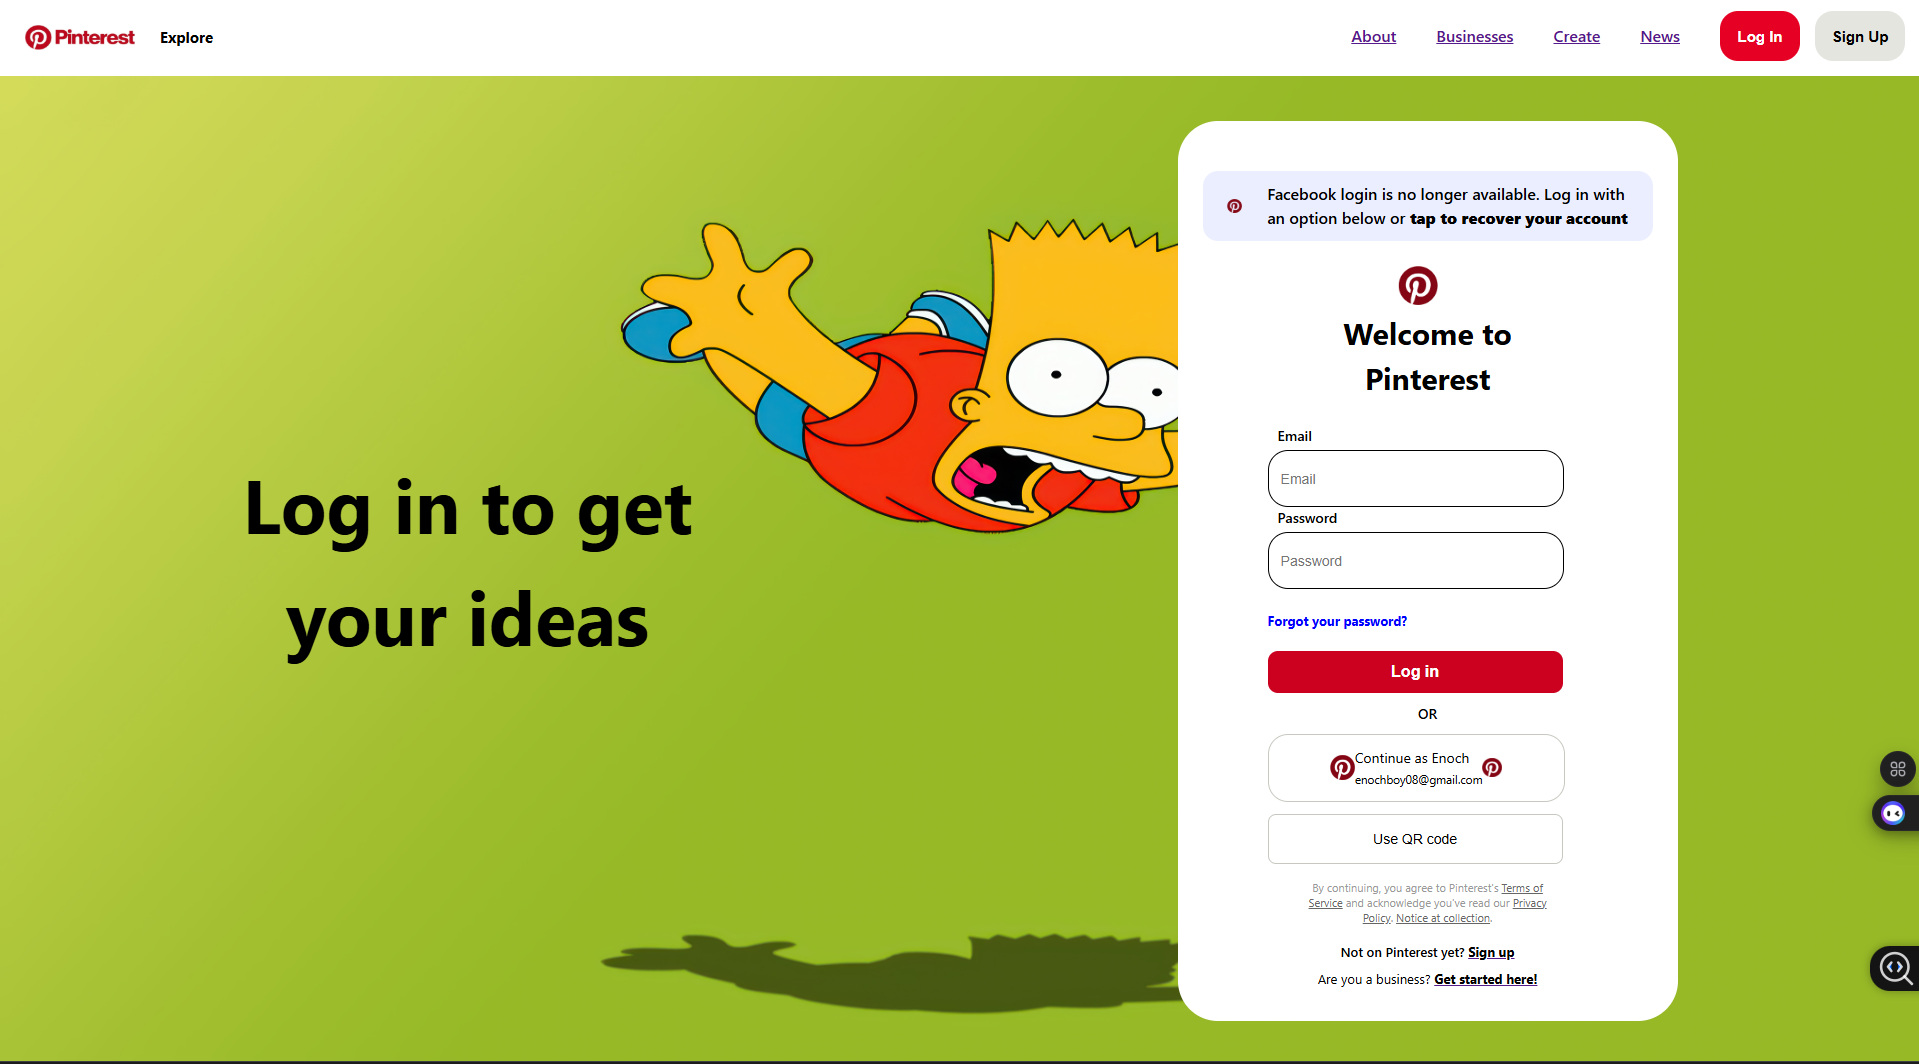 Pinterest
Explore
About
Businesses
Create
News
Log In
Sign Up
Log in to get
your ideas
Facebook login is no longer available. Log in with
an option below or tap to recover your account
Welcome to
Pinterest
Email
Email
Password
Password
Forgot your password?
Log in
OR
Continue as Enoch
enochboy08@gmail.com
Use QR code
By continuing, you agree to Pinterest's Terms of
Service and acknowledge you've read our Privacy
Policy. Notice at collection.
Not on Pinterest yet? Sign up
Are you a business? Get started here!